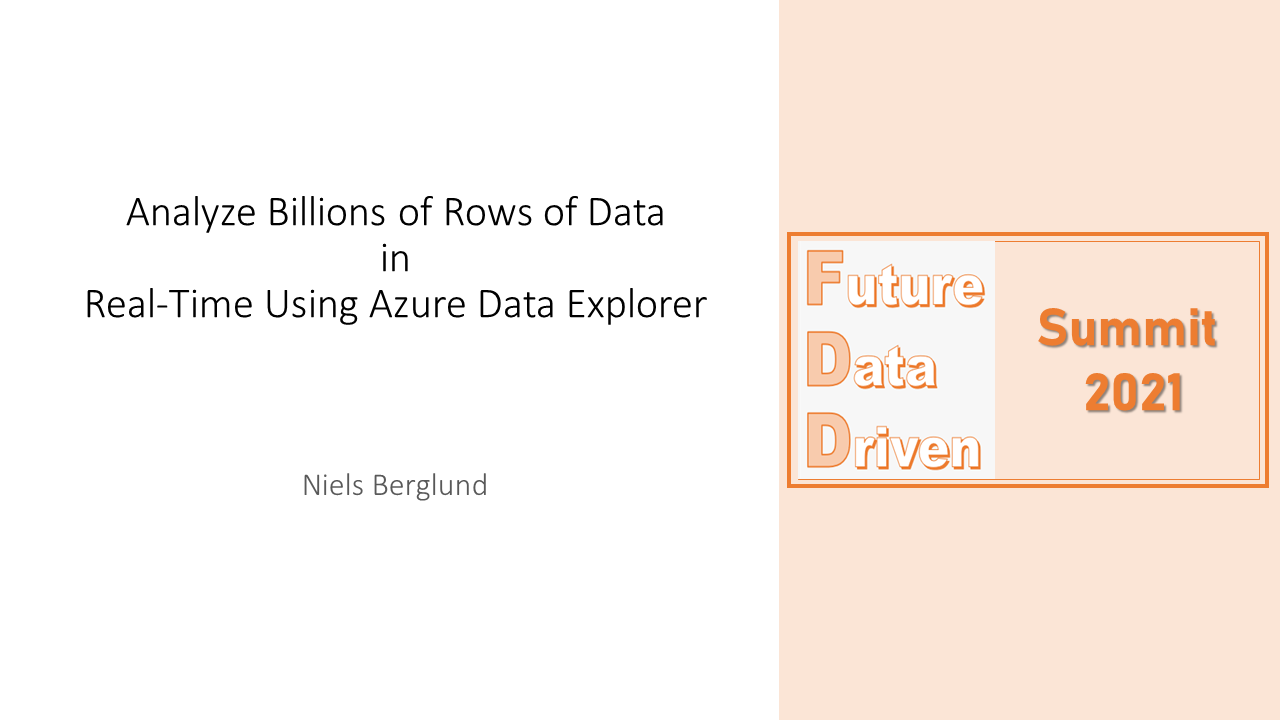 Analyze Billions of Rows of Data
in
Real-Time Using Azure Data Explorer
Niels Berglund
Future
Data
Driven
Summit
2021